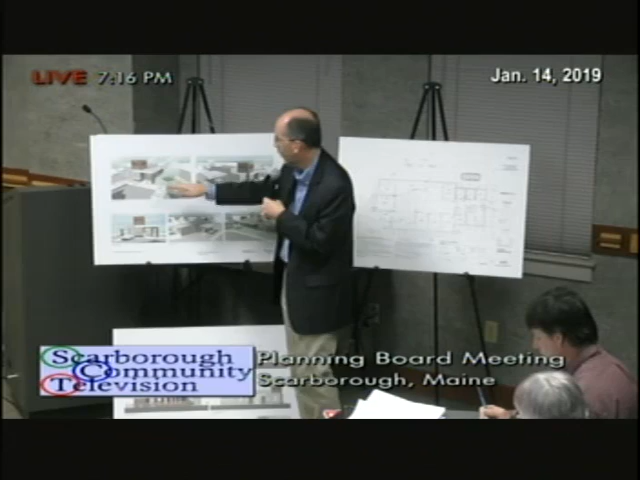 LIVE 7:16 PM
Jan. 14, 2019
Scarborough
Community
Television
Planning Board Meeting
Scarborough, Maine